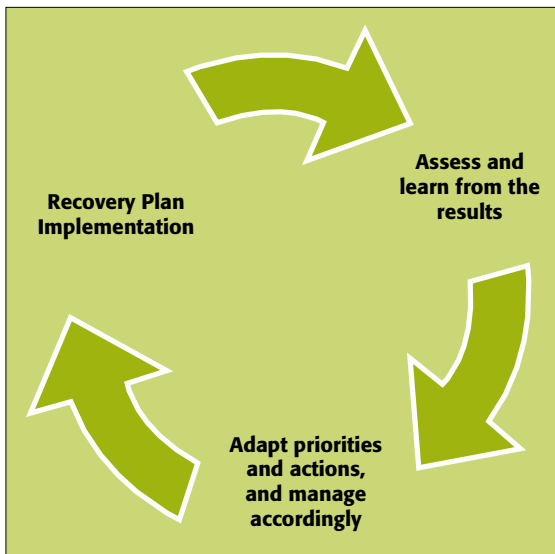 Recovery Plan
Implementation
Assess and
learn from the
results
Adapt priorities
and actions,
and manage
accordingly